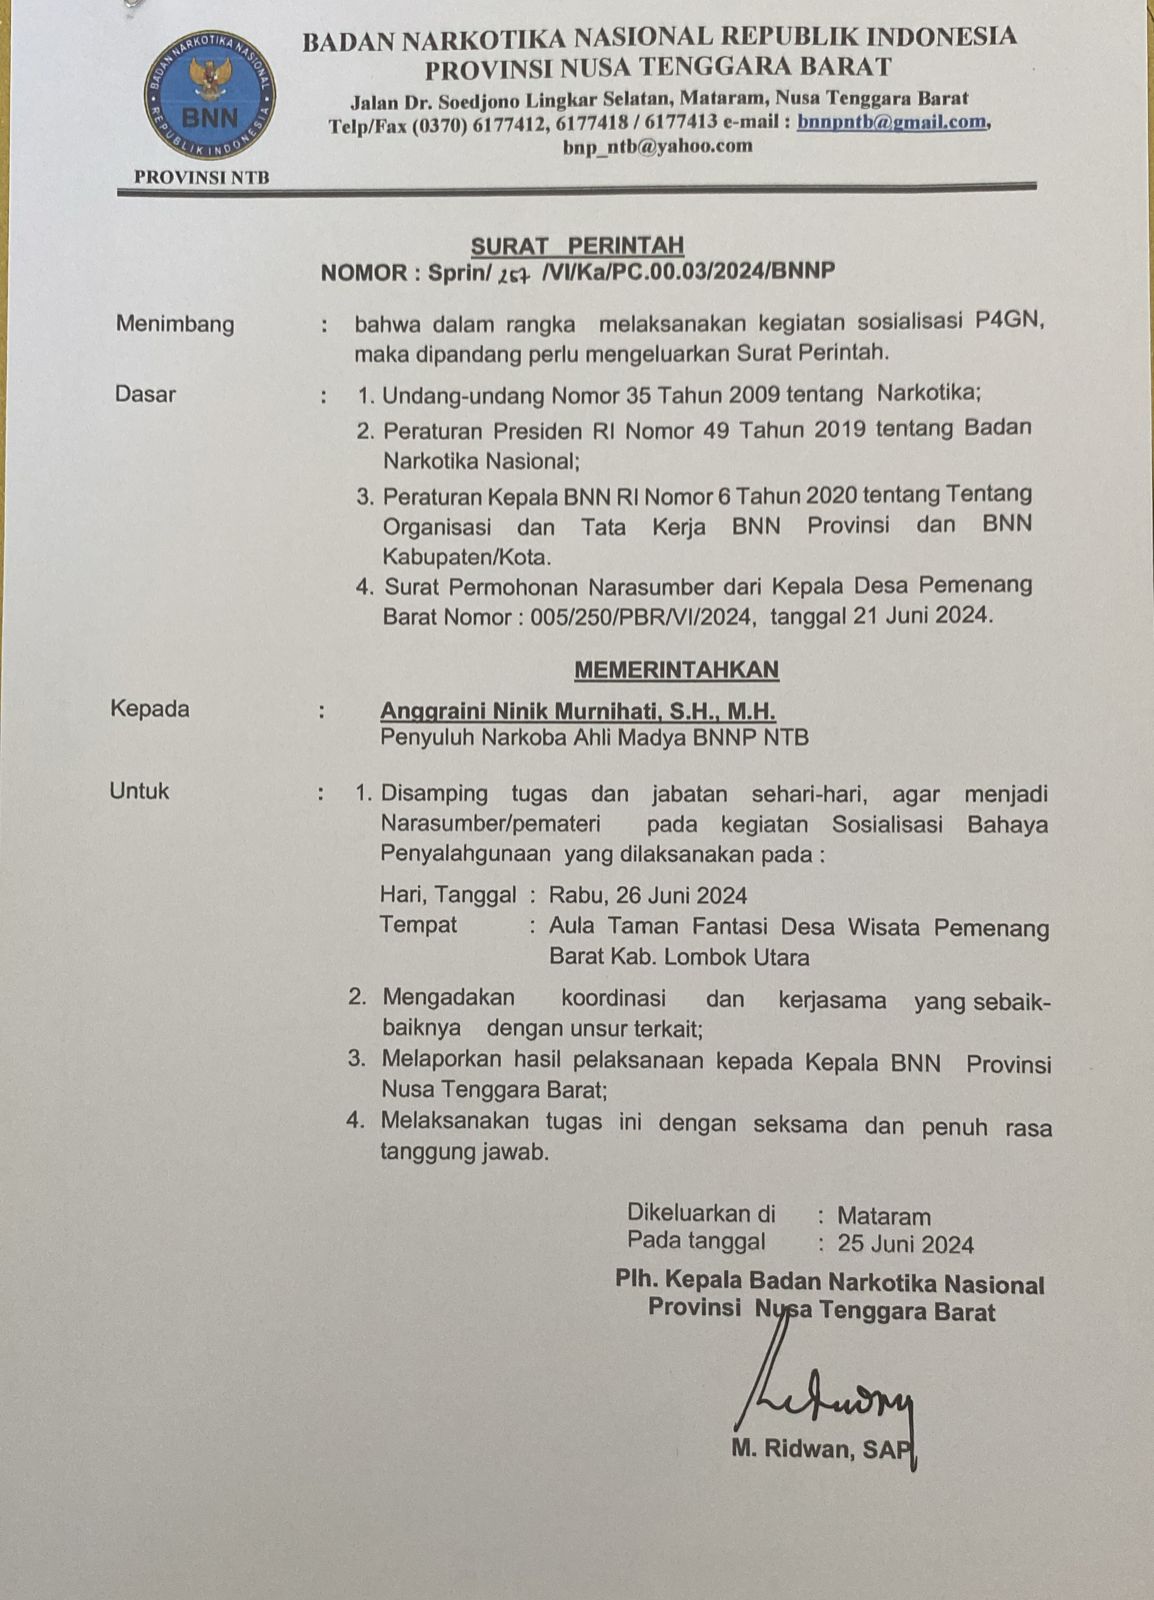 BADAN NARKOTIKA NASIONAL
REPUBLIK INDONESIA
BNN
PROVINSI NTB
BADAN NARKOTIKA NASIONAL REPUBLIK INDONESIA
PROVINSI NUSA TENGGARA BARAT
Jalan Dr. Soedjono Lingkar Selatan, Mataram, Nusa Tenggara Barat
Telp/Fax (0370) 6177412, 6177418 / 6177413 e-mail : bnnpntb@gmail.com,
bnp_ntb@yahoo.com
SURAT PERINTAH
NOMOR : Sprin/ 257 /VI/Ka/PC.00.03/2024/BNNP
Menimbang : bahwa dalam rangka melaksanakan kegiatan sosialisasi P4GN,
maka dipandang perlu mengeluarkan Surat Perintah.
Dasar : 1. Undang-undang Nomor 35 Tahun 2009 tentang Narkotika;
2. Peraturan Presiden RI Nomor 49 Tahun 2019 tentang Badan
Narkotika Nasional;
3. Peraturan Kepala BNN RI Nomor 6 Tahun 2020 tentang Tentang
Organisasi dan Tata Kerja BNN Provinsi dan BNN
Kabupaten/Kota.
4. Surat Permohonan Narasumber dari Kepala Desa Pemenang
Barat Nomor : 005/250/PBR/VI/2024, tanggal 21 Juni 2024.
MEMERINTAHKAN
Kepada : Anggraini Ninik Murnihati, S.H., M.H.
Penyuluh Narkoba Ahli Madya BNNP NTB
Untuk : 1. Disamping tugas dan jabatan sehari-hari, agar menjadi
Narasumber/pemateri pada kegiatan Sosialisasi Bahaya
Penyalahgunaan yang dilaksanakan pada :
Hari, Tanggal : Rabu, 26 Juni 2024
Tempat : Aula Taman Fantasi Desa Wisata Pemenang
Barat Kab. Lombok Utara
2. Mengadakan koordinasi dan kerjasama yang sebaik-
baiknya dengan unsur terkait;
3. Melaporkan hasil pelaksanaan kepada Kepala BNN Provinsi
Nusa Tenggara Barat;
4. Melaksanakan tugas ini dengan seksama dan penuh rasa
tanggung jawab.
Dikeluarkan di : Mataram
Pada tanggal : 25 Juni 2024
Plh. Kepala Badan Narkotika Nasional
Provinsi Nusa Tenggara Barat
M. Ridwan, SAP